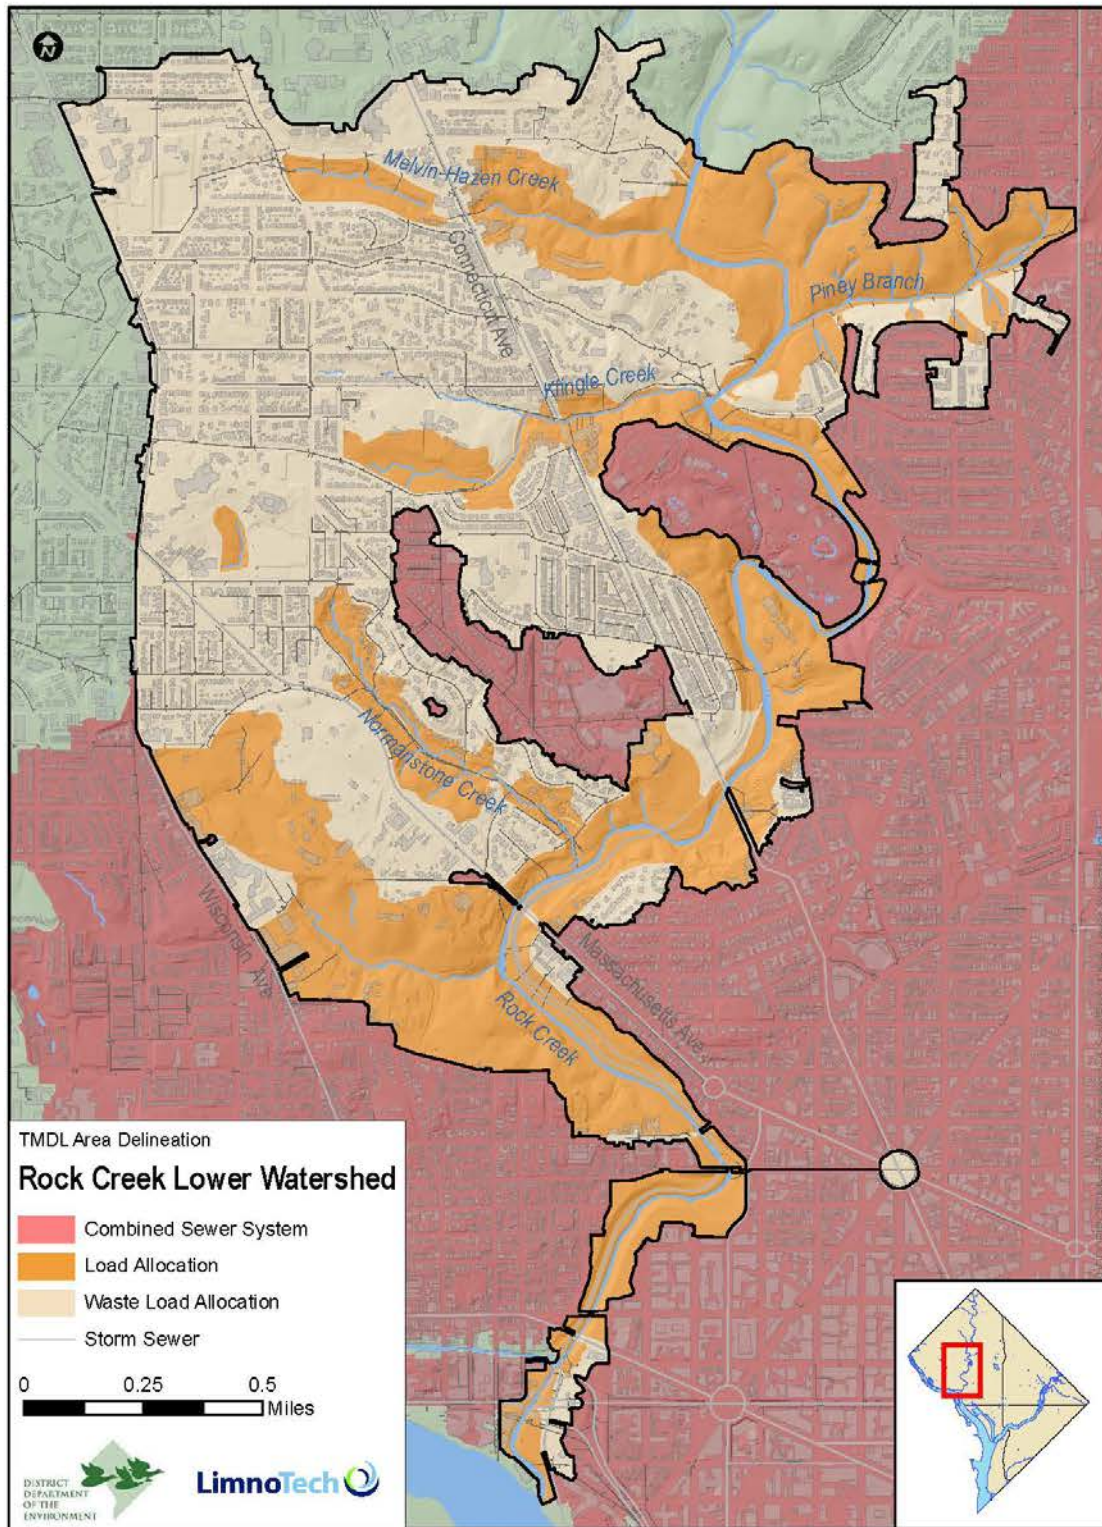 N
Melvin-Hazen Creek
Connecticut Ave
Piney Branch
Klingle Creek
Normanstone Creek
Wisconsin Ave
Massachusetts Ave
Rock Creek
TMDL Area Delineation
Rock Creek Lower Watershed
Combined Sewer System
Load Allocation
Waste Load Allocation
Storm Sewer
0 0.25 0.5
Miles
DISTRICT
DEPARTMENT
OF THE
ENVIRONMENT
LimnoTech